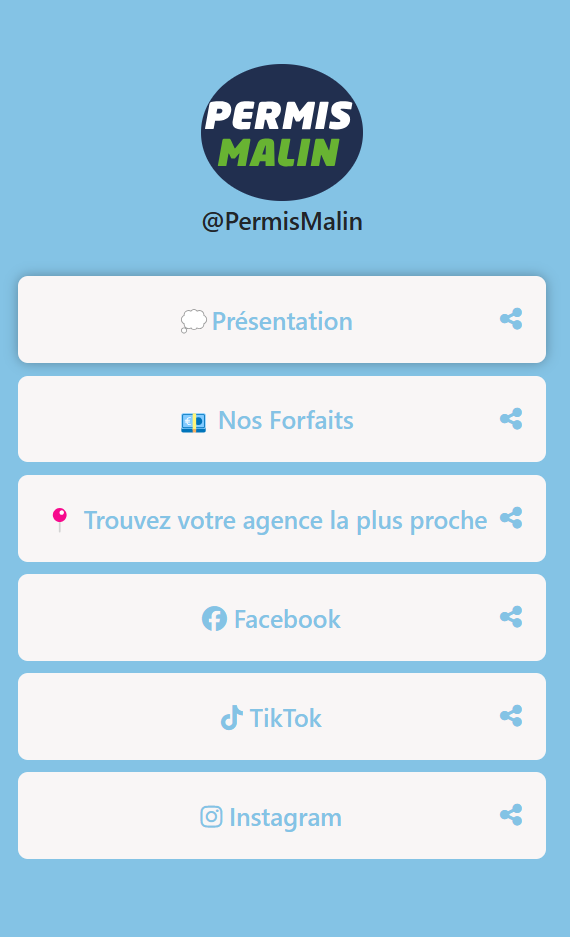 PERMIS
MALIN
@PermisMalin
Présentation
Nos Forfaits
Trouvez votre agence la plus proche
Facebook
TikTok
Instagram